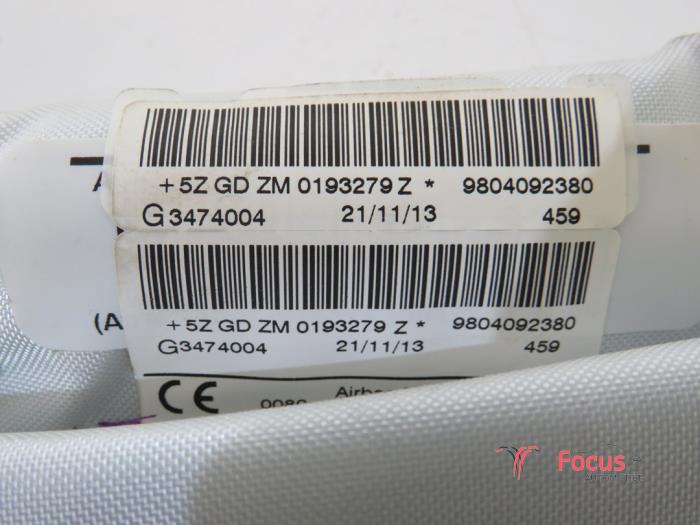 +5Z GD ZM 0193279 Z * 9804092380
G3474004 21/11/13 459
(A
+5Z GD ZM 0193279 Z * 9804092380
G3474004 21/11/13 459
CE
Focus
AUTOMOTIVE